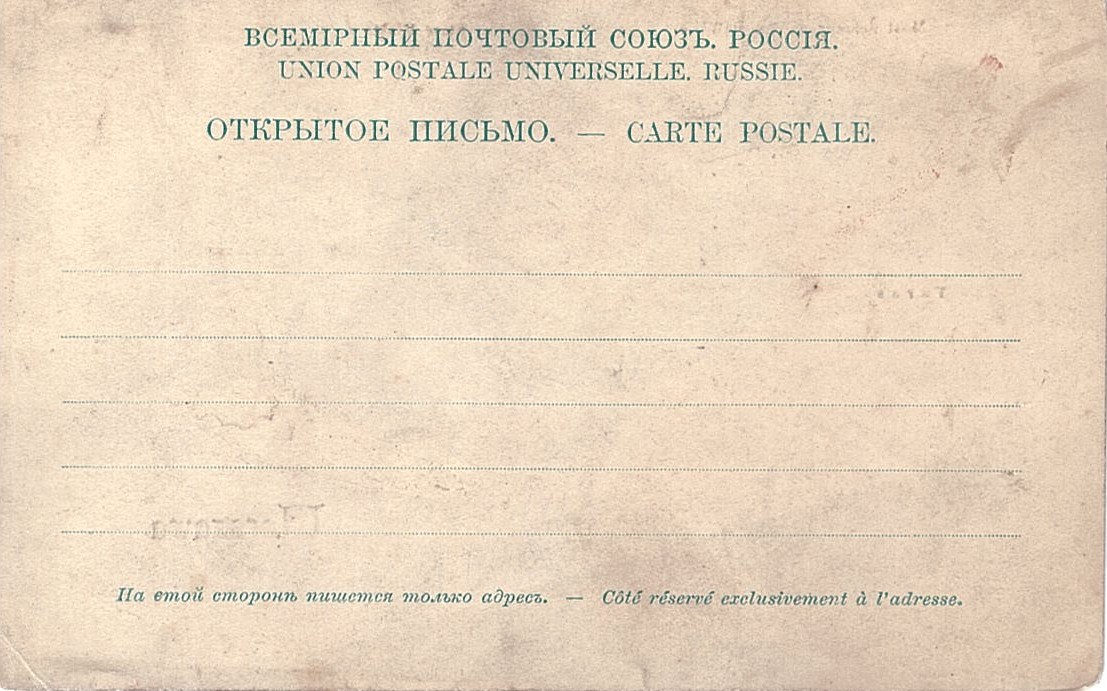 ВСЕМІРНЫЙ ПОЧТОВЫЙ СОЮЗЪ. РОССІЯ.
UNION POSTALE UNIVERSELLE. RUSSIE.
ОТКРЫТОЕ ПИСЬМО. — CARTE POSTALE.
На етой сторонѣ пишется только адресъ. — Côté réservé exclusivement à l'adresse.